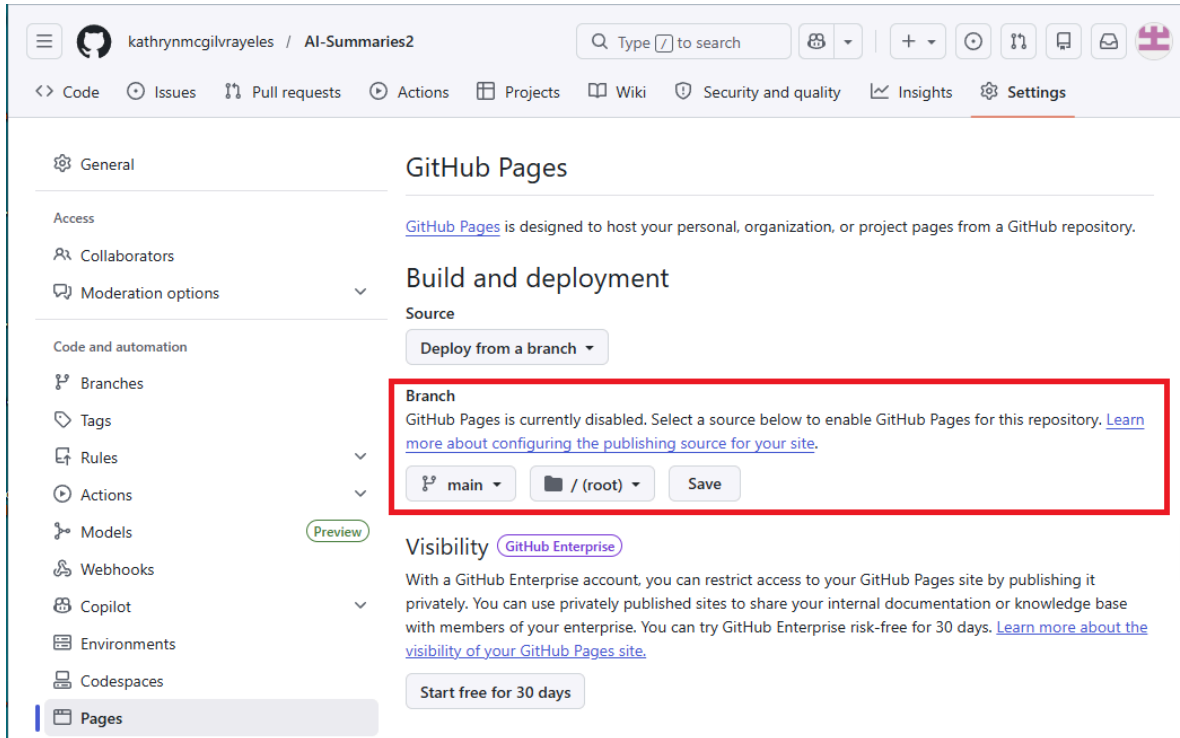 kathrynmcgilvrayeles / AI-Summaries2
Type / to search
Code
Issues
Pull requests
Actions
Projects
Wiki
Security and quality
Insights
Settings
General
Access
Collaborators
Moderation options
Code and automation
Branches
Tags
Rules
Actions
Models Preview
Webhooks
Copilot
Environments
Codespaces
Pages
GitHub Pages
GitHub Pages is designed to host your personal, organization, or project pages from a GitHub repository.
Build and deployment
Source
Deploy from a branch
Branch
GitHub Pages is currently disabled. Select a source below to enable GitHub Pages for this repository. Learn
more about configuring the publishing source for your site.
main / (root) Save
Visibility GitHub Enterprise
With a GitHub Enterprise account, you can restrict access to your GitHub Pages site by publishing it
privately. You can use privately published sites to share your internal documentation or knowledge base
with members of your enterprise. You can try GitHub Enterprise risk-free for 30 days. Learn more about the
visibility of your GitHub Pages site.
Start free for 30 days